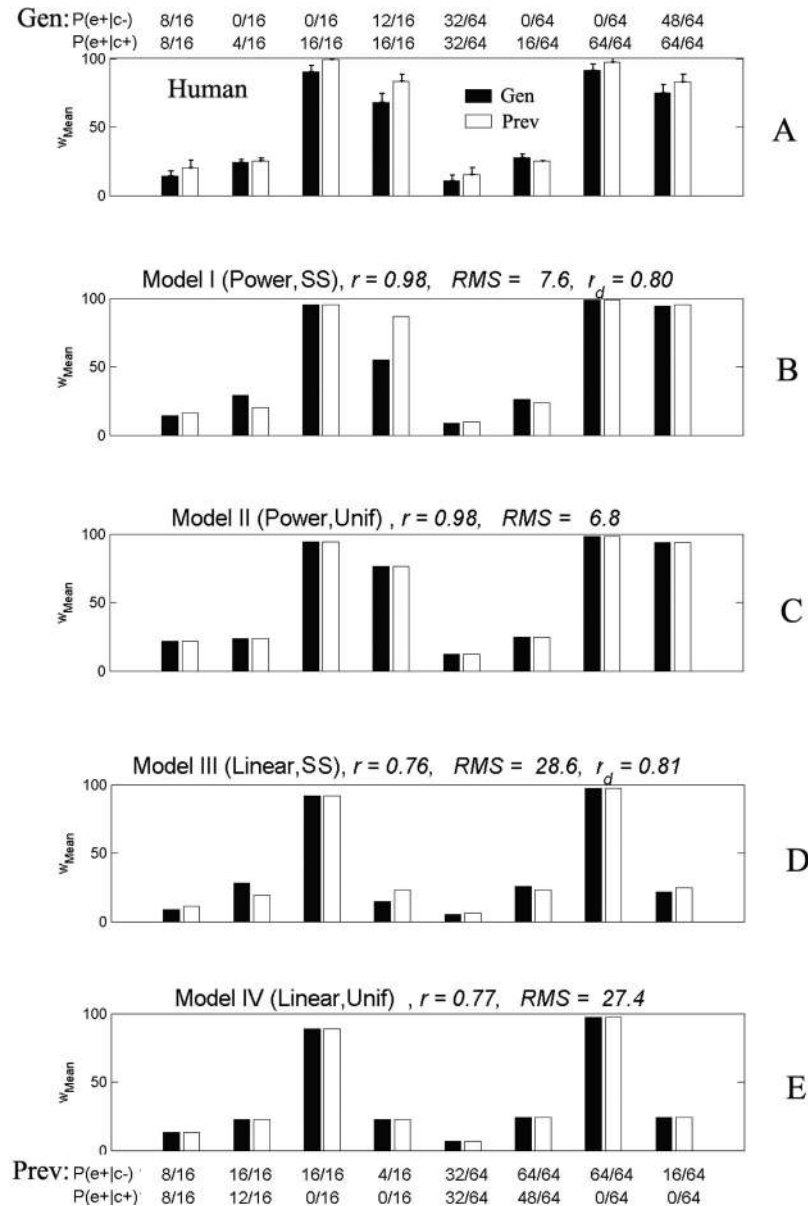 Gen: P(e+|c-) 8/16 0/16 0/16 12/16 32/64 0/64 0/64 48/64
P(e+|c+) 8/16 4/16 16/16 16/16 32/64 16/64 64/64 64/64
100
Human
Gen
Prev
50
0
wMean
A
Model I (Power,SS), r = 0.98, RMS = 7.6, r_d = 0.80
100
50
0
wMean
B
Model II (Power,Unif) , r = 0.98, RMS = 6.8
100
50
0
wMean
C
Model III (Linear,SS), r = 0.76, RMS = 28.6, r_d = 0.81
100
50
0
wMean
D
Model IV (Linear,Unif) , r = 0.77, RMS = 27.4
100
50
0
wMean
E
Prev: P(e+|c-) 8/16 16/16 16/16 4/16 32/64 64/64 64/64 16/64
P(e+|c+) 8/16 12/16 0/16 0/16 32/64 48/64 0/64 0/64